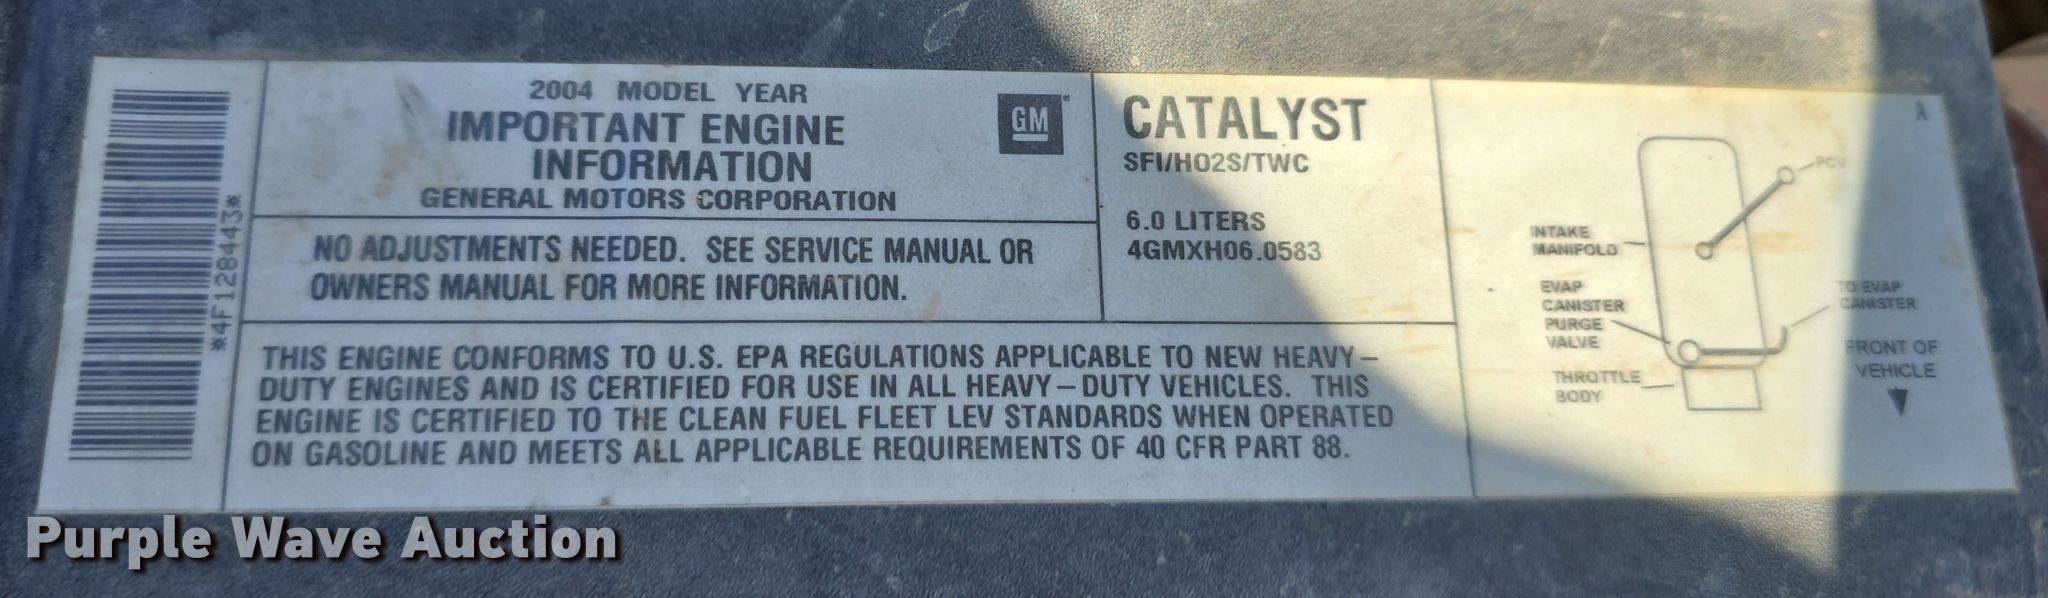 *4F128443*
2004 MODEL YEAR
IMPORTANT ENGINE
INFORMATION
GENERAL MOTORS CORPORATION
GM
NO ADJUSTMENTS NEEDED. SEE SERVICE MANUAL OR
OWNERS MANUAL FOR MORE INFORMATION.
CATALYST
SFI/HO2S/TWC
6.0 LITERS
4GMXH06.0583
THIS ENGINE CONFORMS TO U.S. EPA REGULATIONS APPLICABLE TO NEW HEAVY-
DUTY ENGINES AND IS CERTIFIED FOR USE IN ALL HEAVY-DUTY VEHICLES. THIS
ENGINE IS CERTIFIED TO THE CLEAN FUEL FLEET LEV STANDARDS WHEN OPERATED
ON GASOLINE AND MEETS ALL APPLICABLE REQUIREMENTS OF 40 CFR PART 88.
A
PCV
INTAKE
MANIFOLD
EVAP
CANISTER
PURGE
VALVE
THROTTLE
BODY
TO EVAP
CANISTER
FRONT OF
VEHICLE
Purple Wave Auction